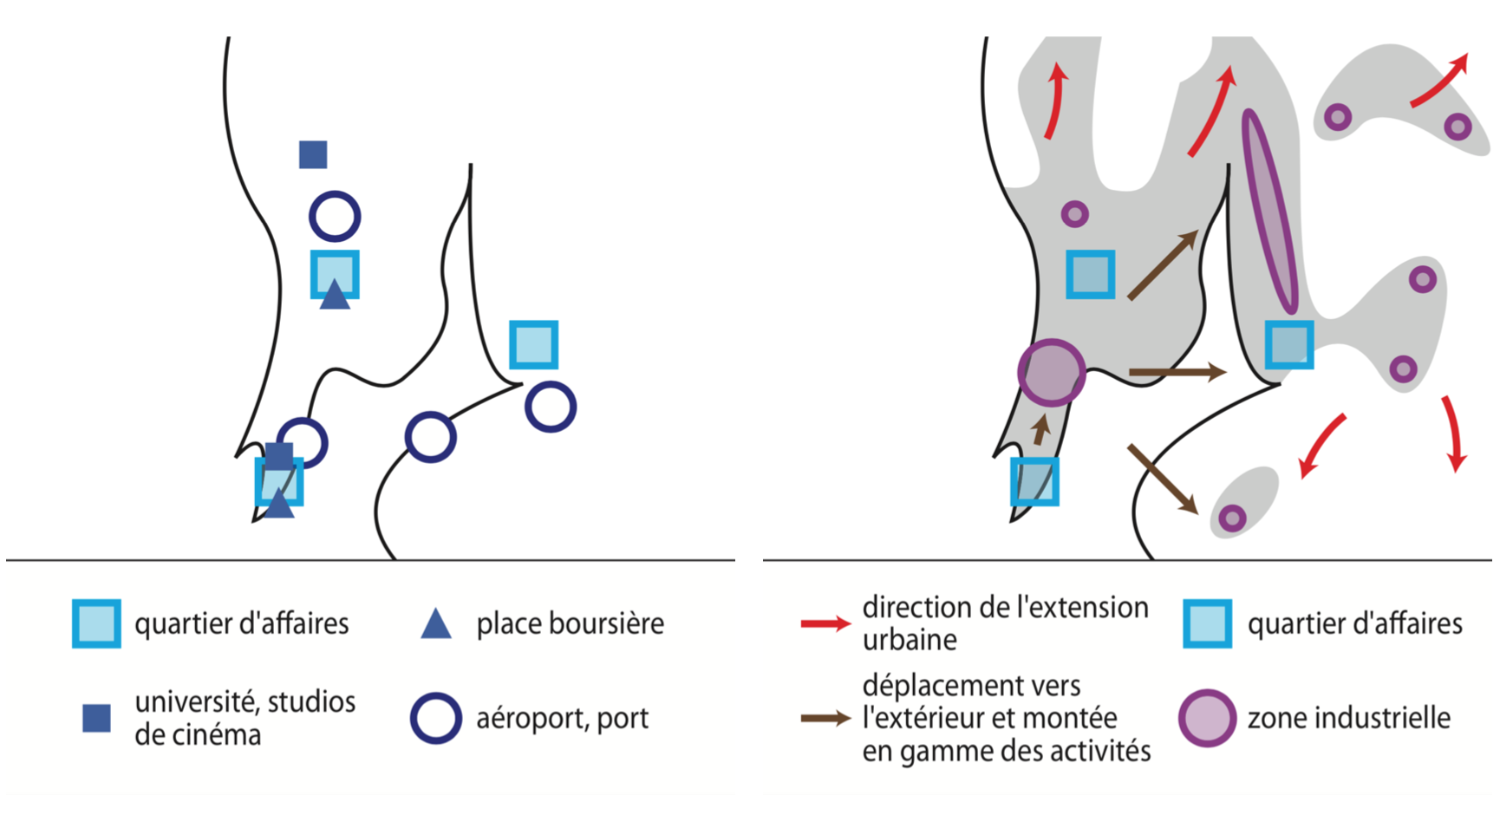 quartier d'affaires
place boursière
université, studios
de cinéma
aéroport, port
direction de l'extension
urbaine
quartier d'affaires
déplacement vers
l'extérieur et montée
en gamme des activités
zone industrielle